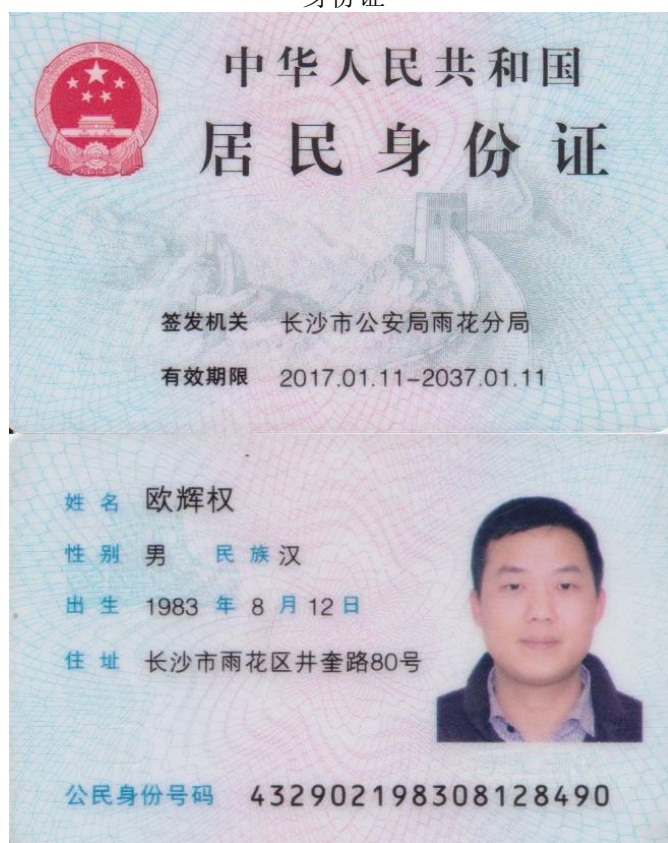 身份证
中华人民共和国
居民身份证
签发机关 长沙市公安局雨花分局
有效期限 2017.01.11-2037.01.11
姓名 欧辉权
性别 男 民族 汉
出生 1983 年 8 月 12 日
住址 长沙市雨花区井奎路80号
公民身份号码 432902198308128490